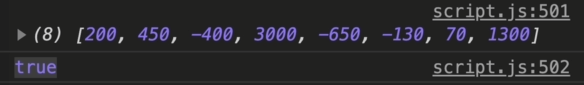 script.js:501
(8) [200, 450, −400, 3000, −650, −130, 70, 1300]
true script.js:502